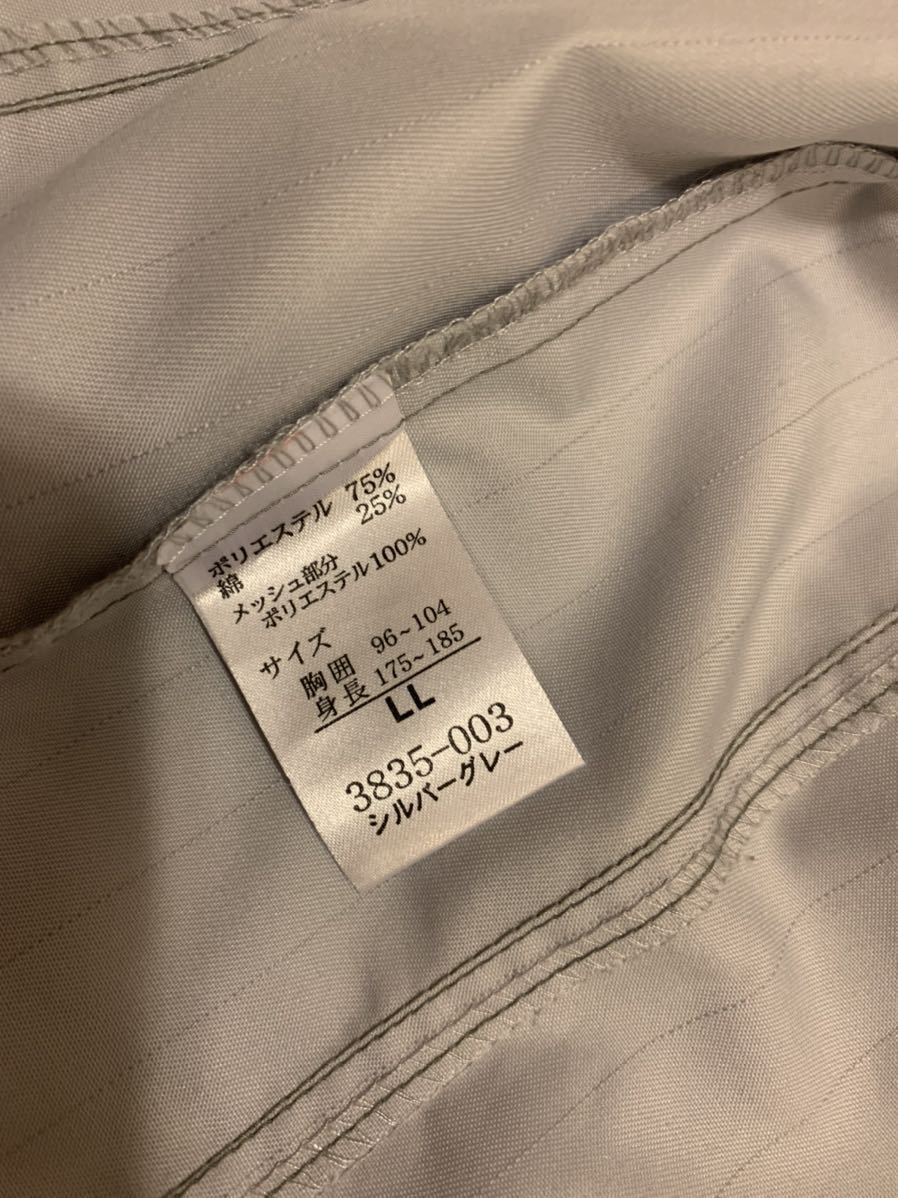 ポリエステル 75%
綿 25%
メッシュ部分
ポリエステル100%
サイズ
胸囲 96~104
身長 175~185
LL
3835-003
シルバーグレー